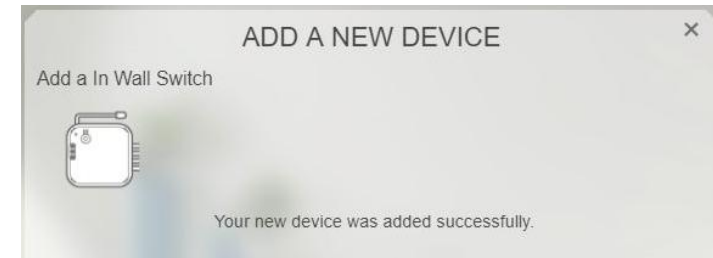 ADD A NEW DEVICE
Add a In Wall Switch
Your new device was added successfully.